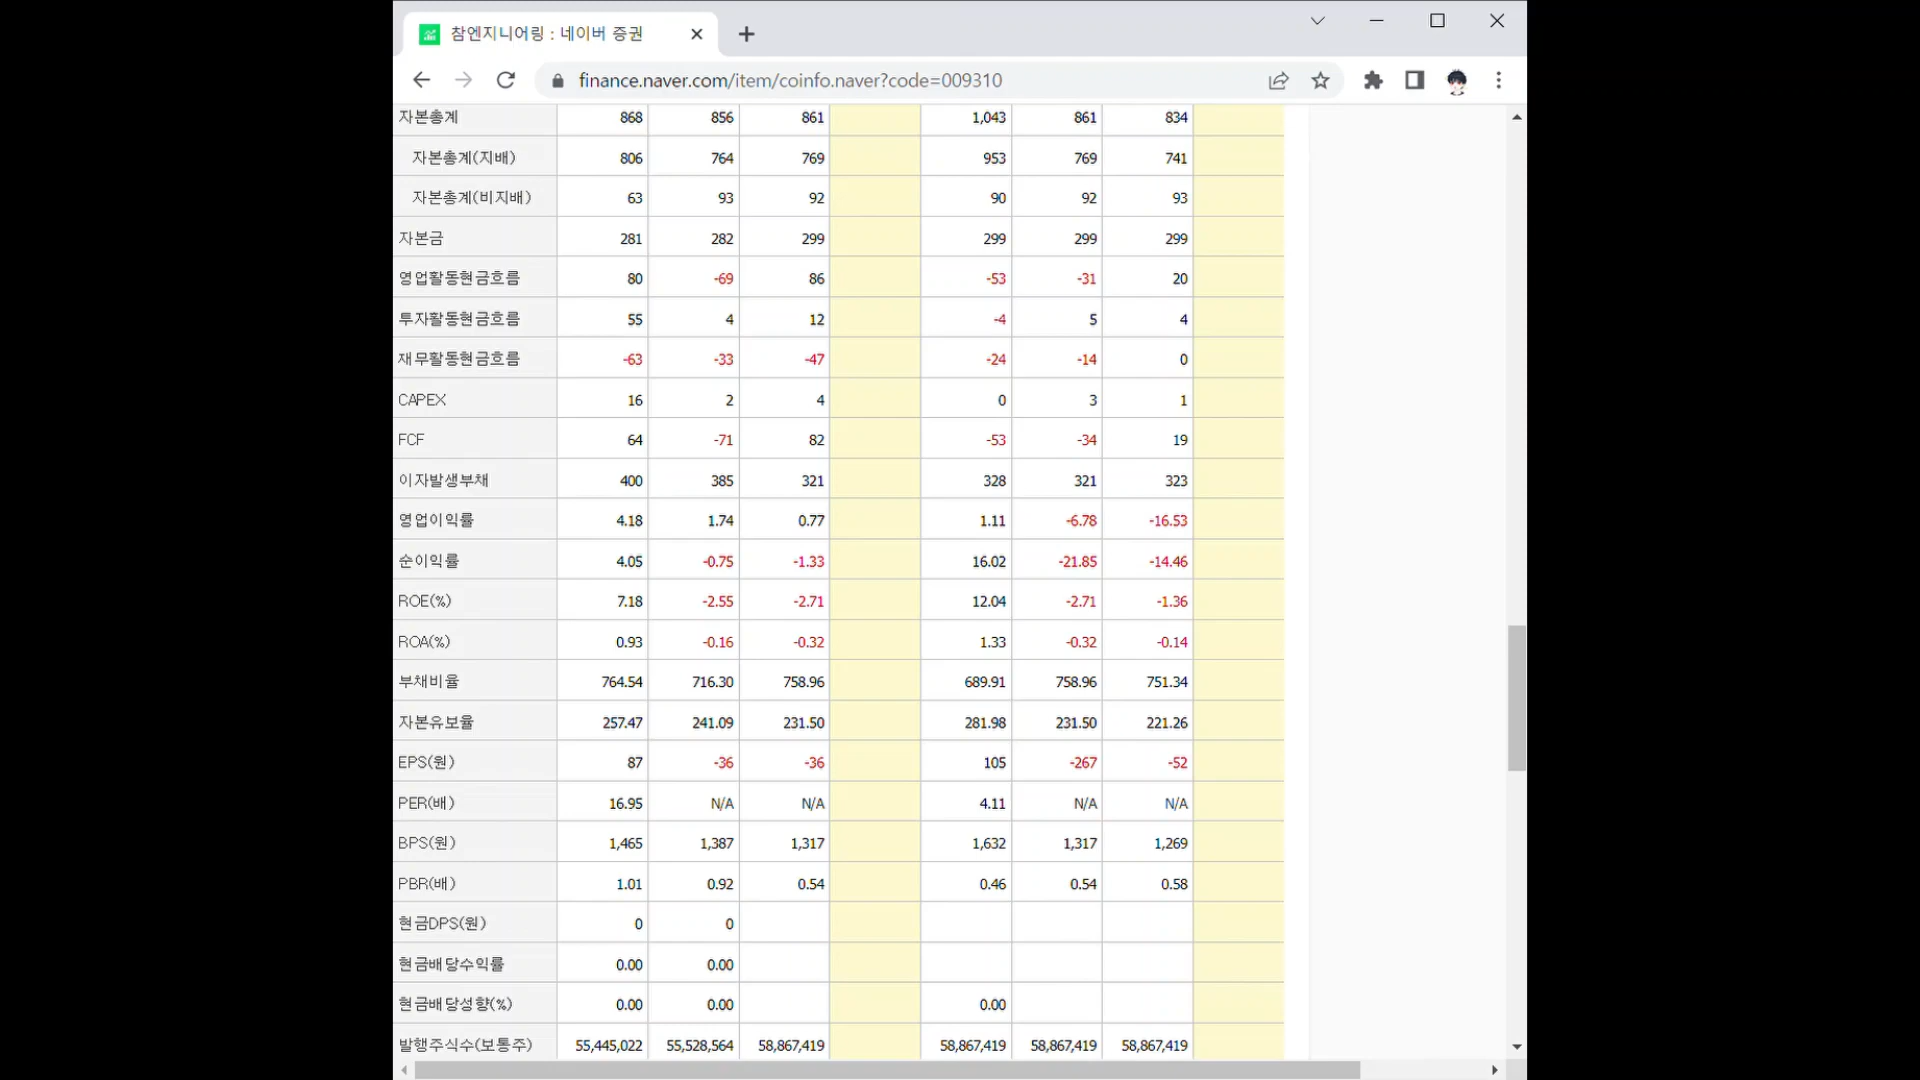 참엔지니어링 : 네이버 증권
finance.naver.com/item/coinfo.naver?code=009310
자본총계 868 856 861 1,043 861 834
자본총계(지배) 806 764 769 953 769 741
자본총계(비지배) 63 93 92 90 92 93
자본금 281 282 299 299 299 299
영업활동현금흐름 80 -69 86 -53 -31 20
투자활동현금흐름 55 4 12 -4 5 4
재무활동현금흐름 -63 -33 -47 -24 -14 0
CAPEX 16 2 4 0 3 1
FCF 64 -71 82 -53 -34 19
이자발생부채 400 385 321 328 321 323
영업이익률 4.18 1.74 0.77 1.11 -6.78 -16.53
순이익률 4.05 -0.75 -1.33 16.02 -21.85 -14.46
ROE(%) 7.18 -2.55 -2.71 12.04 -2.71 -1.36
ROA(%) 0.93 -0.16 -0.32 1.33 -0.32 -0.14
부채비율 764.54 716.30 758.96 689.91 758.96 751.34
자본유보율 257.47 241.09 231.50 281.98 231.50 221.26
EPS(원) 87 -36 -36 105 -267 -52
PER(배) 16.95 N/A N/A 4.11 N/A N/A
BPS(원) 1,465 1,387 1,317 1,632 1,317 1,269
PBR(배) 1.01 0.92 0.54 0.46 0.54 0.58
현금DPS(원) 0 0
현금배당수익률 0.00 0.00
현금배당성향(%) 0.00 0.00 0.00
발행주식수(보통주) 55,445,022 55,528,564 58,867,419 58,867,419 58,867,419 58,867,419